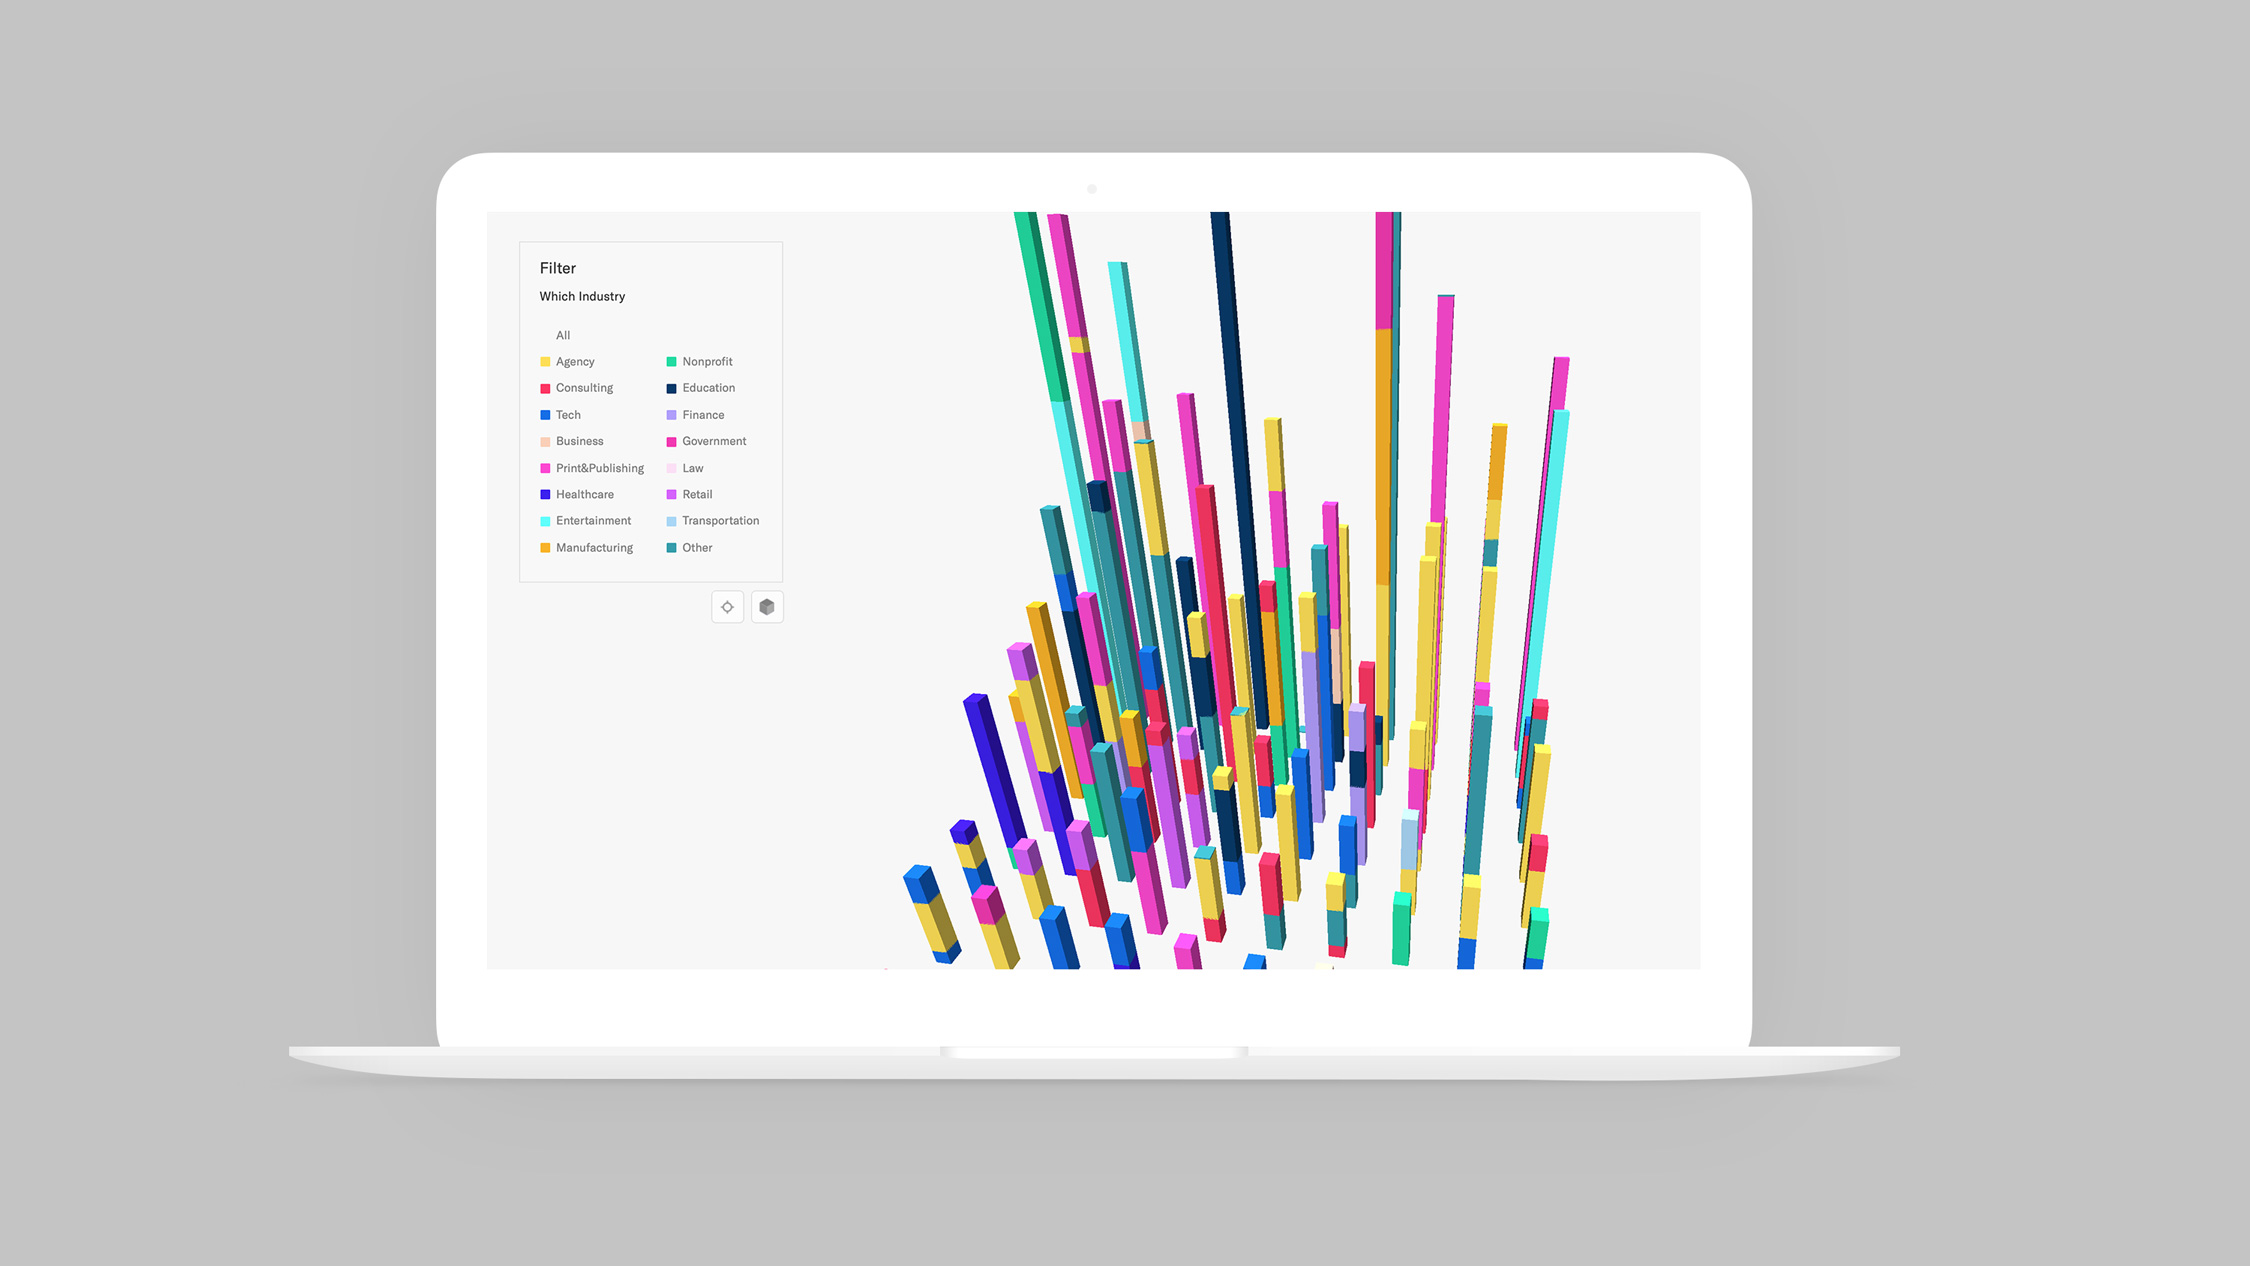 Filter
Which Industry
All
Agency
Nonprofit
Consulting
Education
Tech
Finance
Business
Government
Print&Publishing
Law
Healthcare
Retail
Entertainment
Transportation
Manufacturing
Other